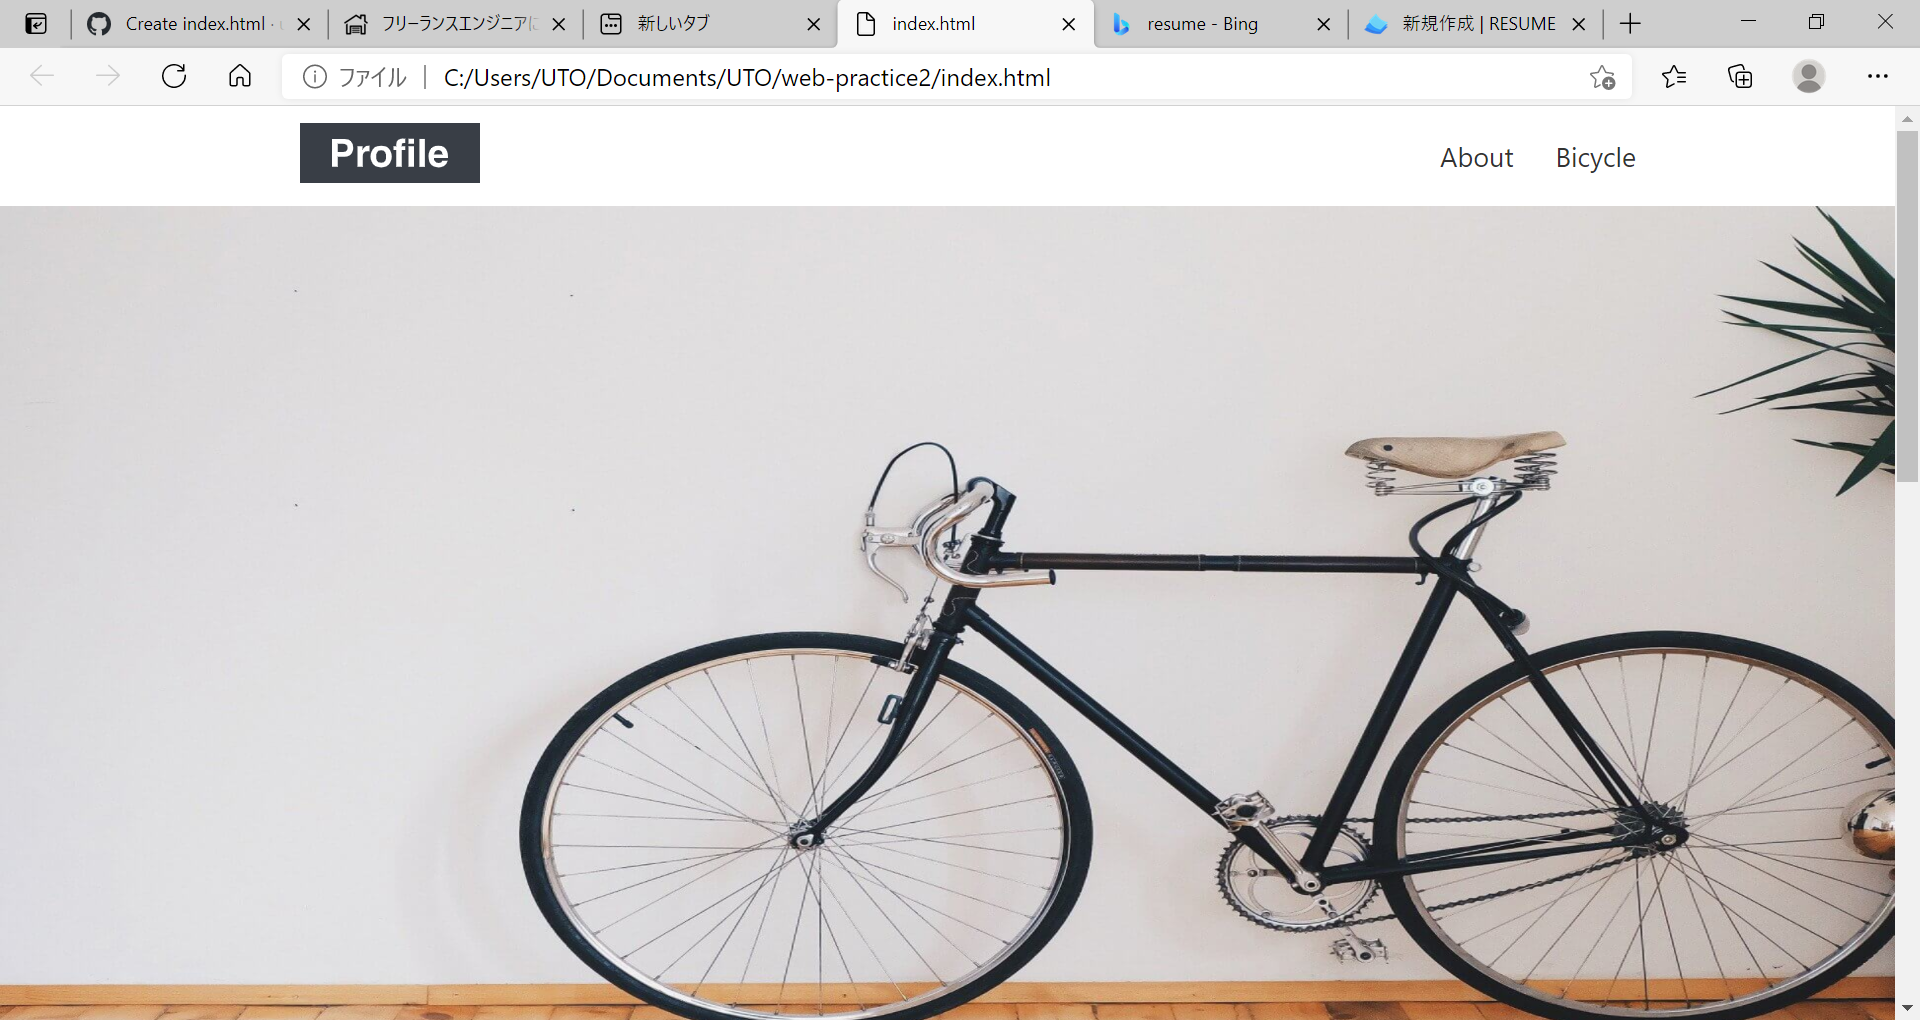 Create index.html ·
フリーランスエンジニアに
新しいタブ
index.html
resume - Bing
新規作成 | RESUME
ファイル
C:/Users/UTO/Documents/UTO/web-practice2/index.html
Profile
About
Bicycle